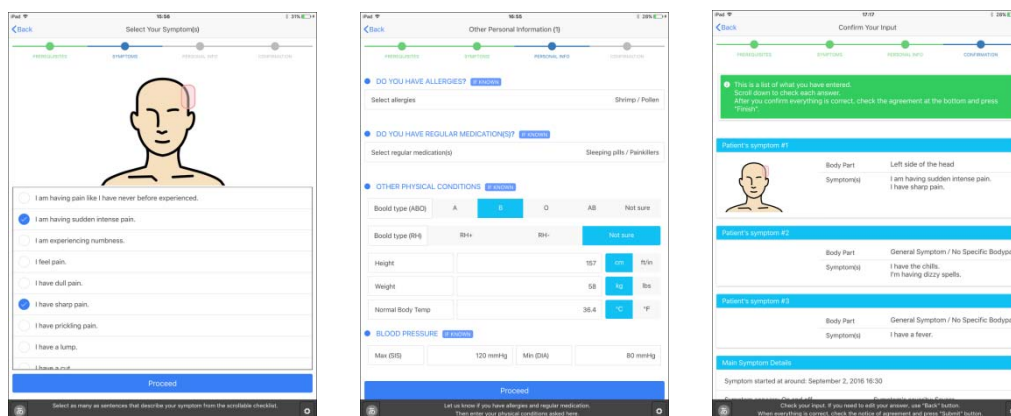 iPad
15:56
31%
Back
Select Your Symptom(s)
PREREQUISITES
SYMPTOMS
PERSONAL INFO
CONFIRMATION
I am having pain like I have never before experienced.
I am having sudden intense pain.
I am experiencing numbness.
I feel pain.
I have dull pain.
I have sharp pain.
I have prickling pain.
I have a lump.
I have a cut.
Proceed
Select as many as sentences that describe your symptom from the scrollable checklist.
iPad
16:55
28%
Back
Other Personal Information (1)
PREREQUISITES
SYMPTOMS
PERSONAL INFO
CONFIRMATION
DO YOU HAVE ALLERGIES? IF KNOWN
Select allergies Shrimp / Pollen
DO YOU HAVE REGULAR MEDICATION(S)? IF KNOWN
Select regular medication(s) Sleeping pills / Painkillers
OTHER PHYSICAL CONDITIONS IF KNOWN
Boold type (ABO) A B O AB Not sure
Boold type (RH) RH+ RH- Not sure
Height 157 cm ft/in
Weight 58 kg lbs
Normal Body Temp 36.4 °C °F
BLOOD PRESSURE IF KNOWN
Max (SIS) 120 mmHg Min (DIA) 80 mmHg
Proceed
Let us know if you have allergies and regular medication.
Then enter your physical conditions asked here.
iPad
17:17
28%
Back
Confirm Your Input
PREREQUISITES
SYMPTOMS
PERSONAL INFO
CONFIRMATION
This is a list of what you have entered.
Scroll down to check each answer.
After you confirm everything is correct, check the agreement at the bottom and press
"Finish".
Patient's symptom #1
Body Part Left side of the head
Symptom(s) I am having sudden intense pain.
I have sharp pain.
Patient's symptom #2
Body Part General Symptom / No Specific Bodypa
Symptom(s) I have the chills.
I'm having dizzy spells.
Patient's symptom #3
Body Part General Symptom / No Specific Bodypa
Symptom(s) I have a fever.
Main Symptom Details
Symptom started at around: September 2, 2016 16:30
Check your input. If you need to edit your answer, use "Back" button.
When everything is correct, check the notice of agreement and press "Submit" button.